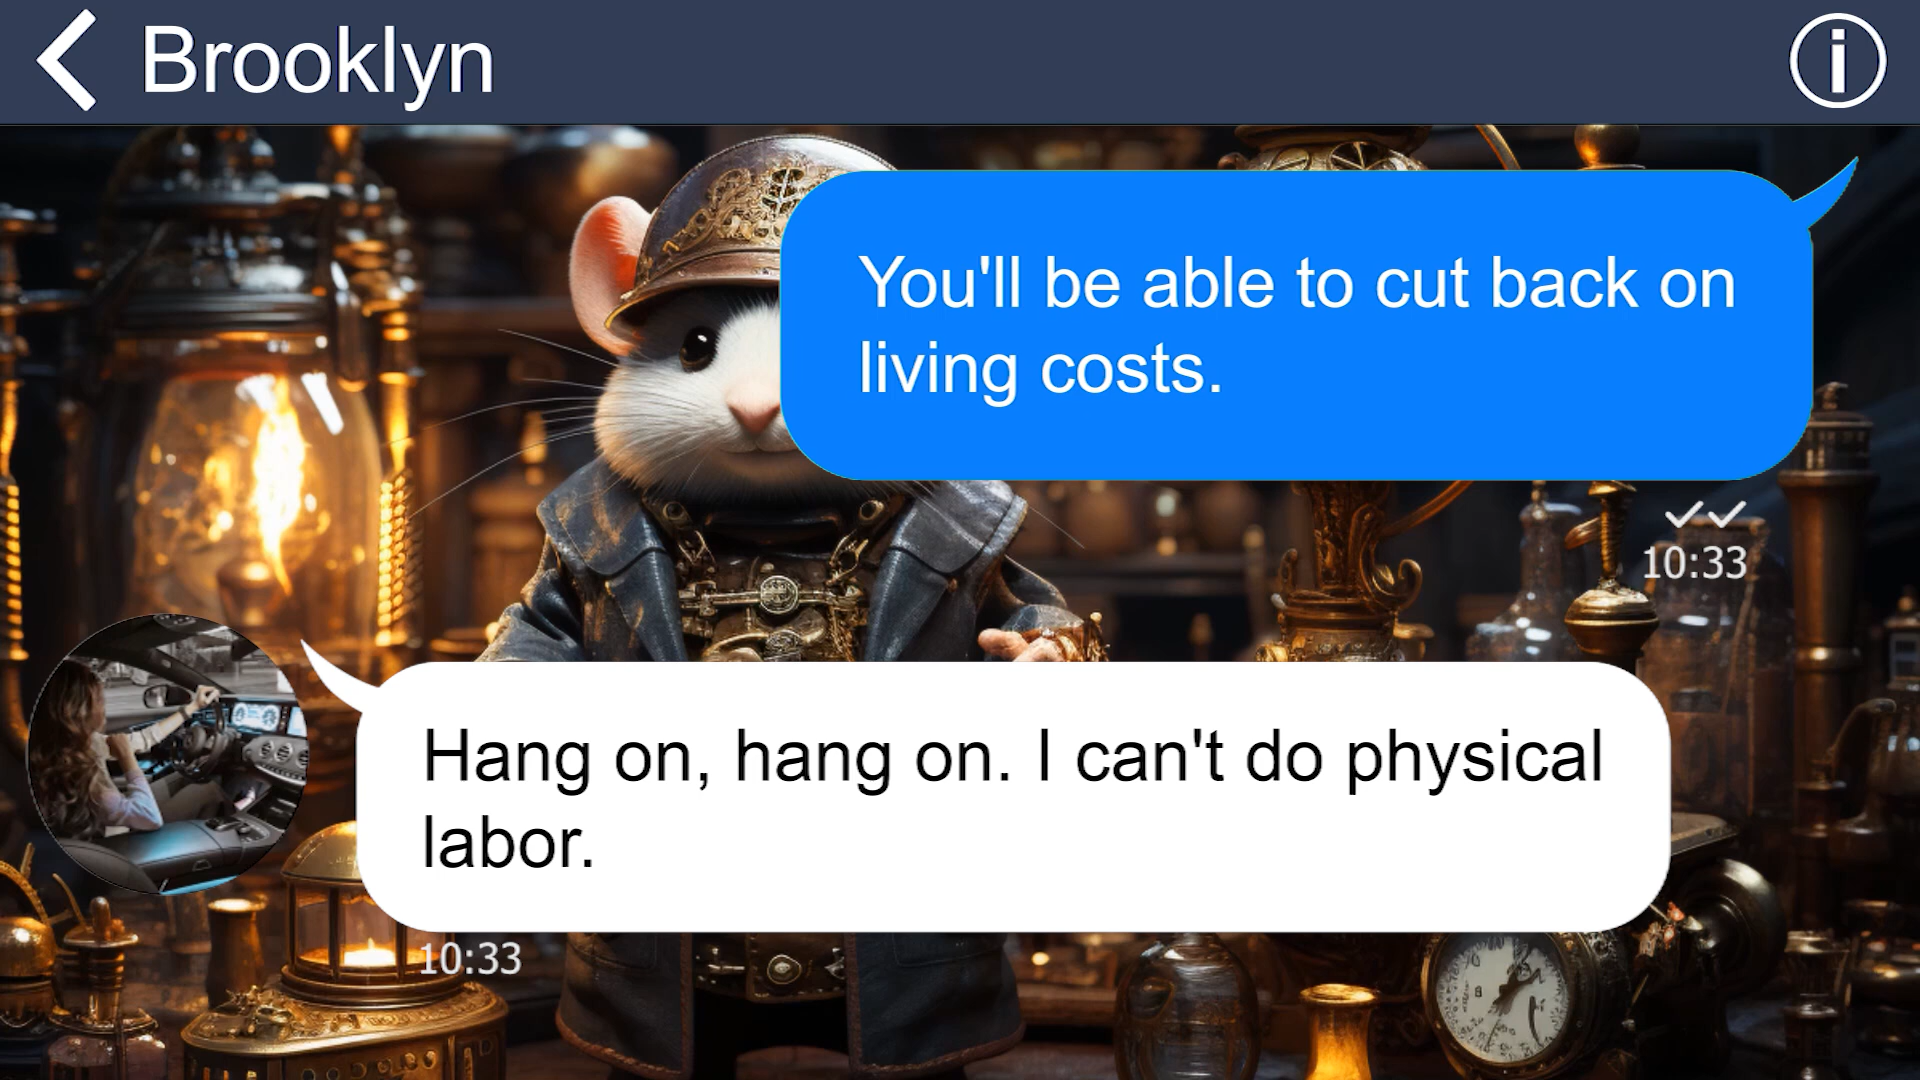 Brooklyn
You'll be able to cut back on
living costs.
10:33
Hang on, hang on. I can't do physical
labor.
10:33